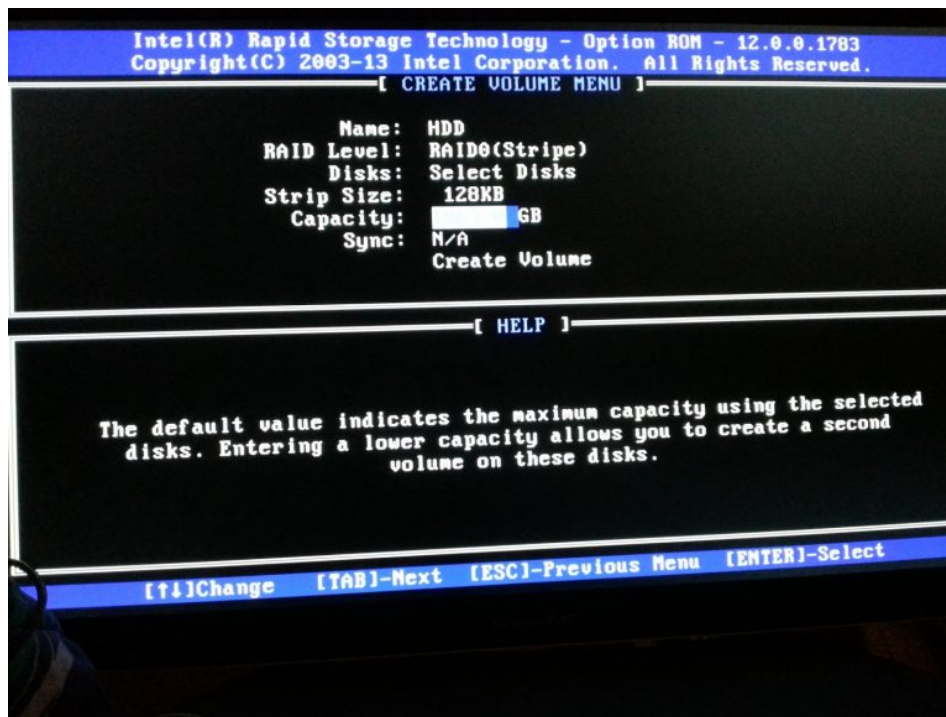 Intel(R) Rapid Storage Technology - Option ROM - 12.0.0.1783
Copyright(C) 2003-13 Intel Corporation. All Rights Reserved.
[ CREATE VOLUME MENU ]
Name: HDD
RAID Level: RAID0(Stripe)
Disks: Select Disks
Strip Size: 128KB
Capacity: GB
Sync: N/A
Create Volume
[ HELP ]
The default value indicates the maximum capacity using the selected
disks. Entering a lower capacity allows you to create a second
volume on these disks.
[↑↓]Change [TAB]-Next [ESC]-Previous Menu [ENTER]-Select